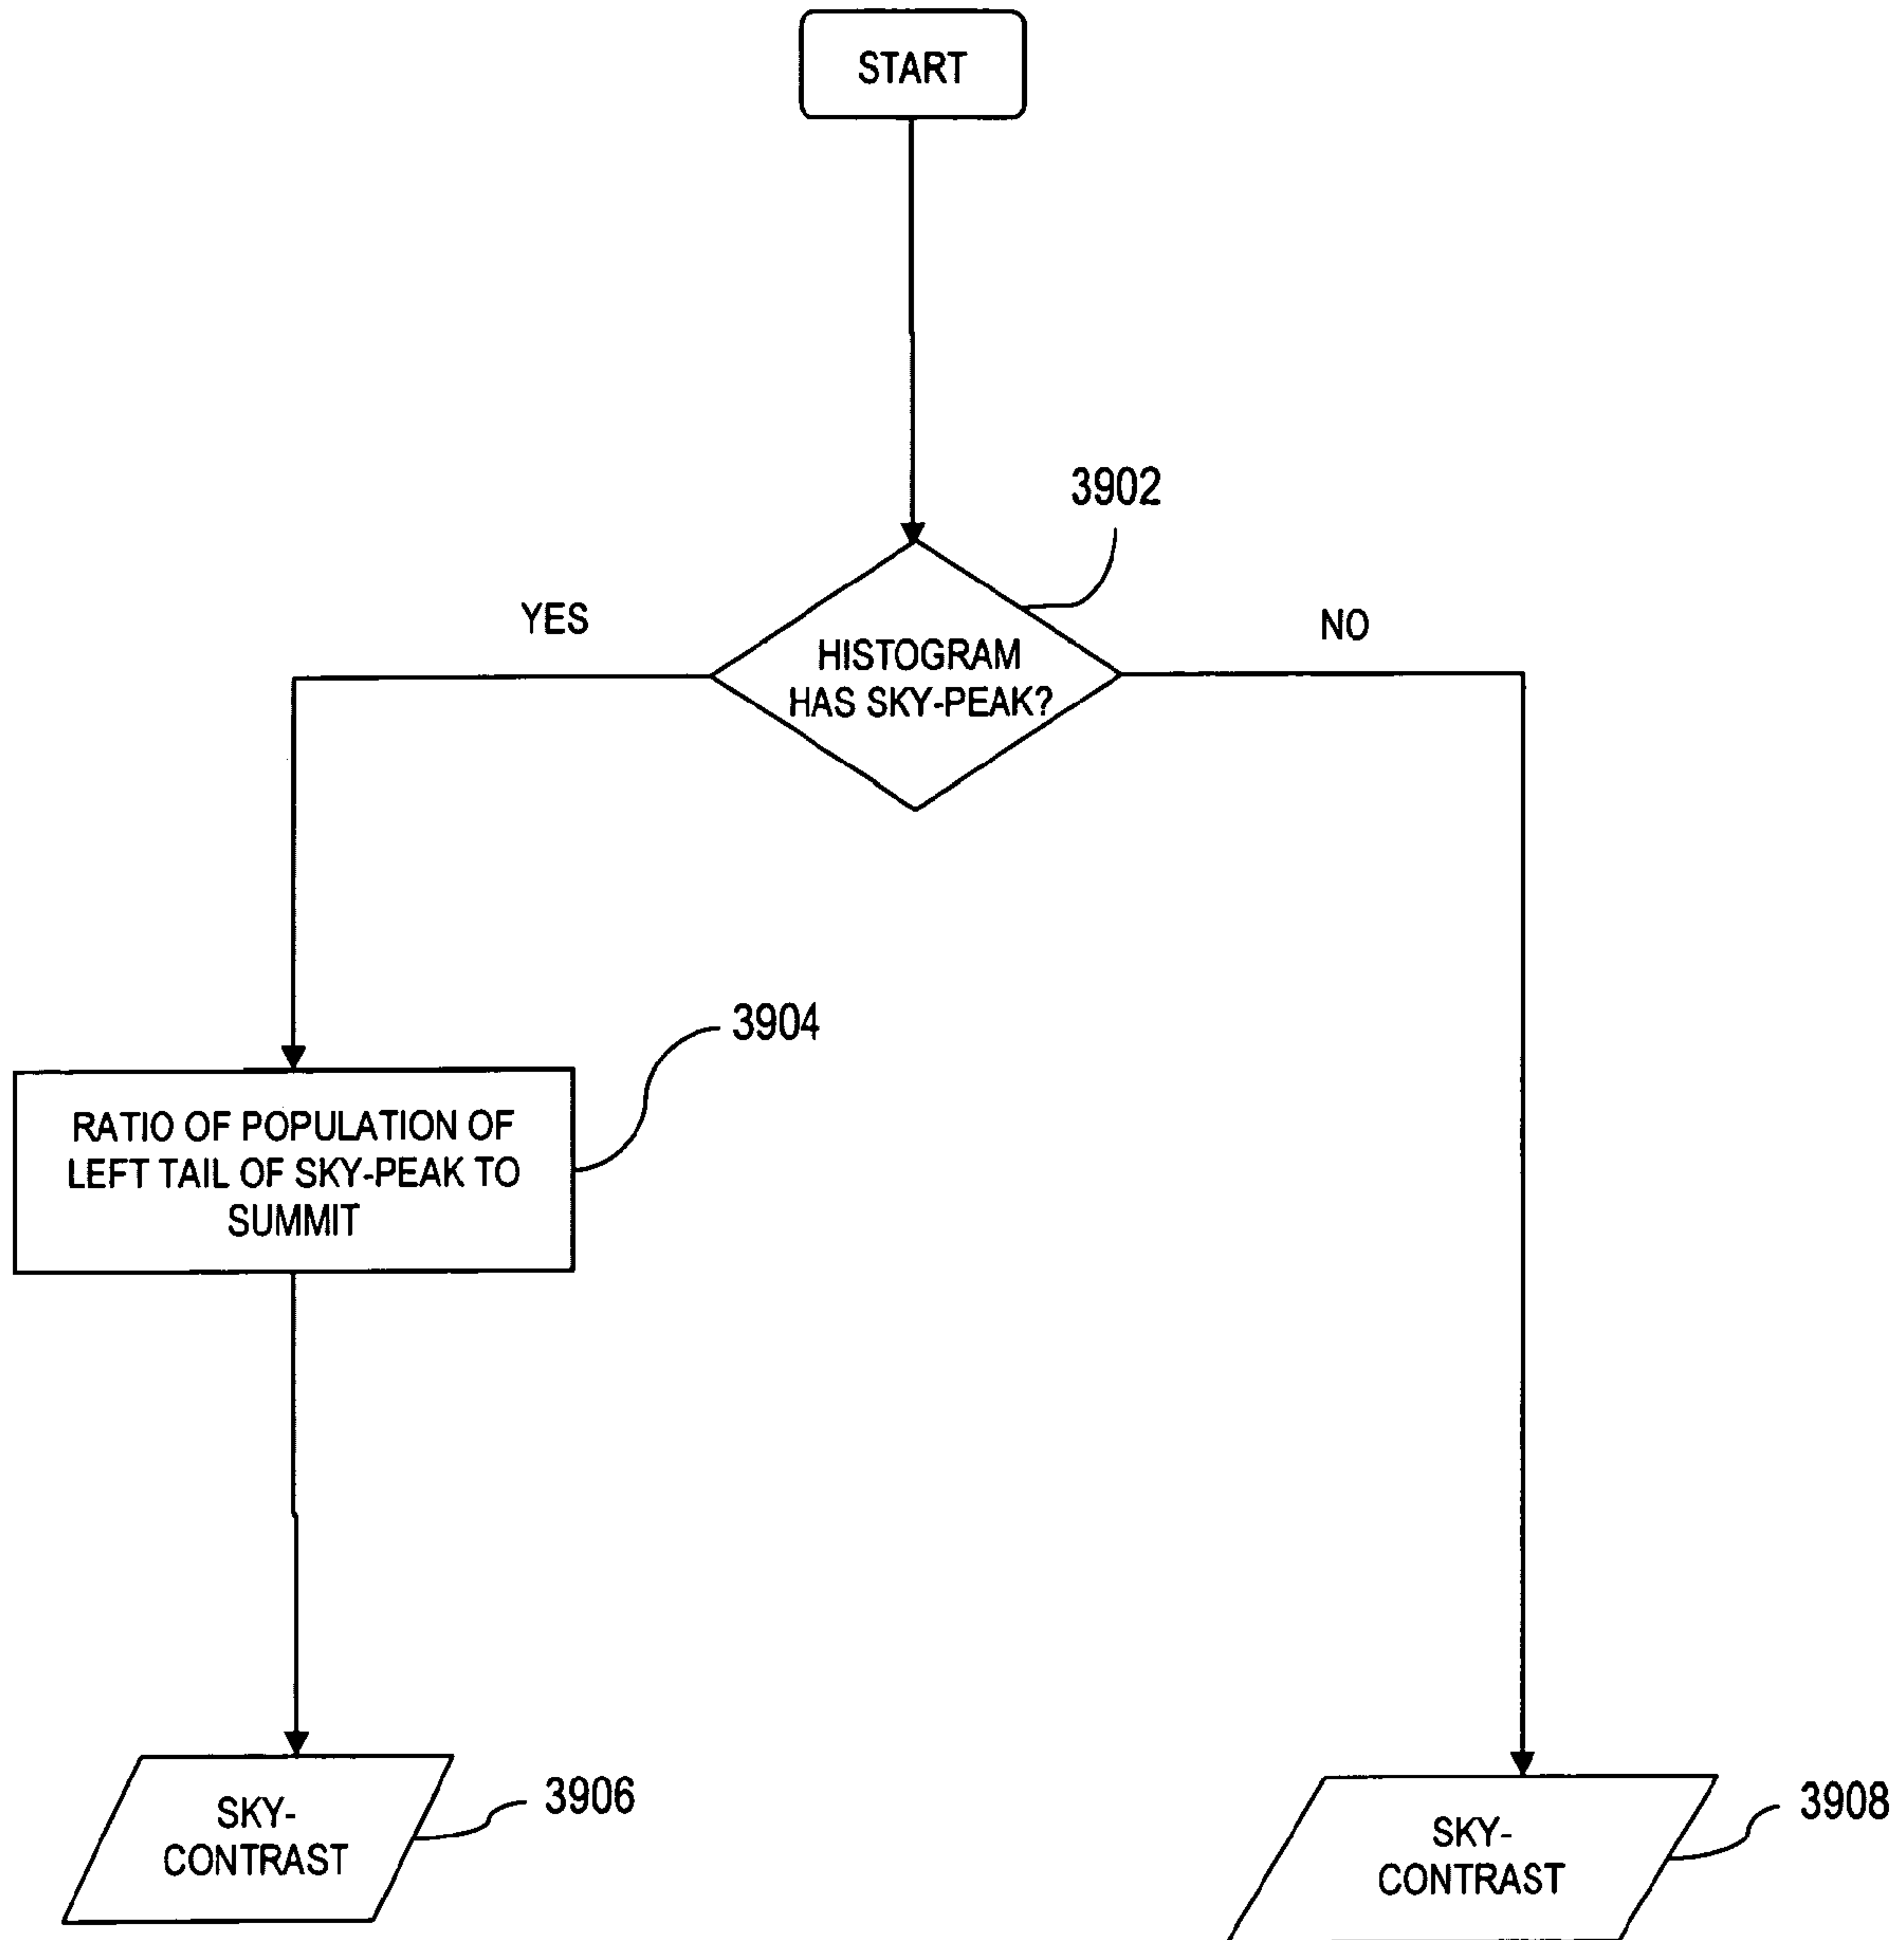 START
3902
YES
NO
HISTOGRAM
HAS SKY-PEAK?
3904
RATIO OF POPULATION OF
LEFT TAIL OF SKY-PEAK TO
SUMMIT
SKY-
CONTRAST
3906
SKY-
CONTRAST
3908